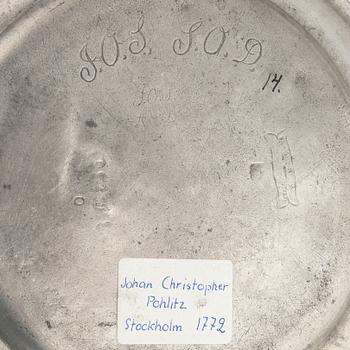 J.O.S. S.O.D.
14.
Johan Christopher
Pohlitz
Stockholm 1772